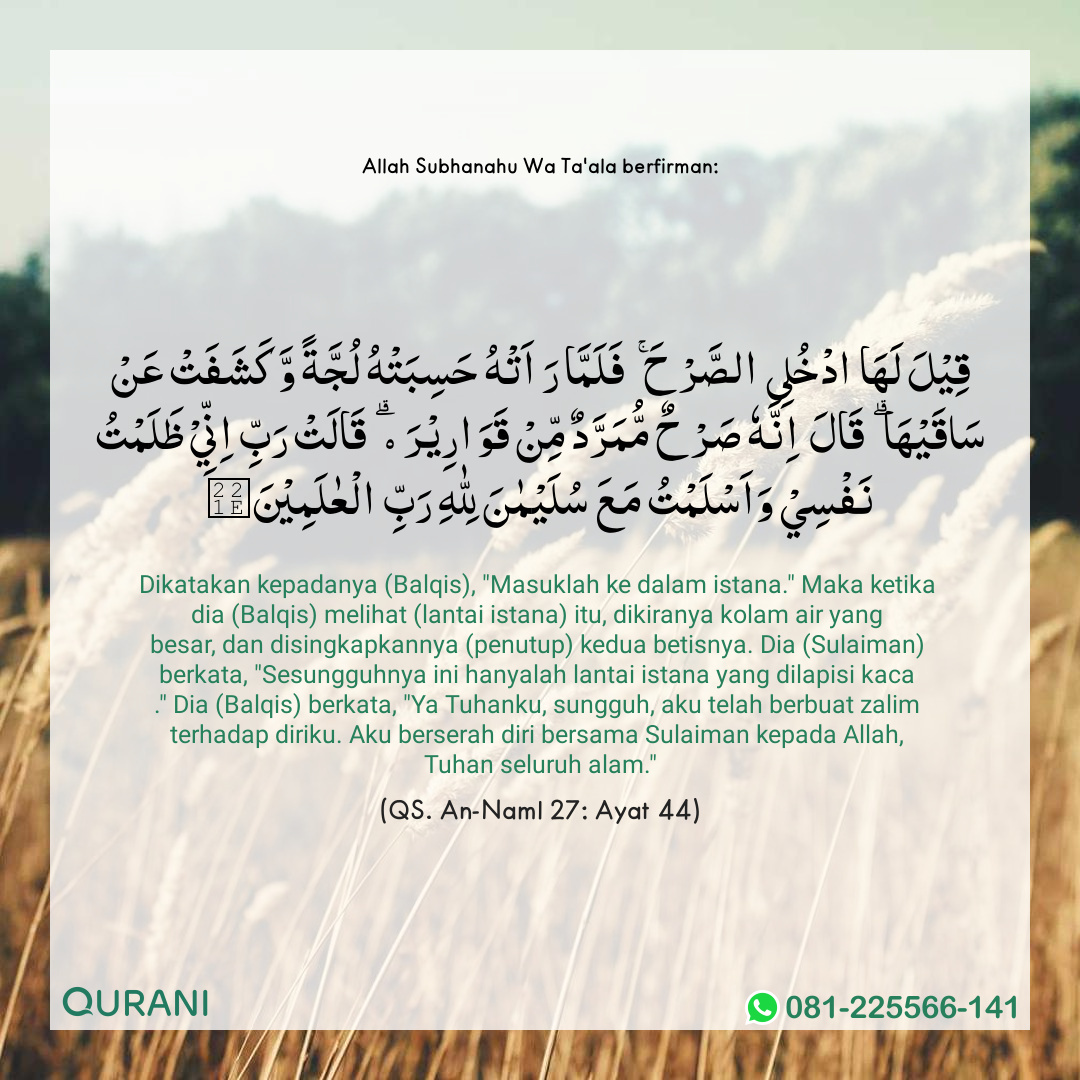 Allah Subhanahu Wa Ta'ala berfirman:
قِيْلَ لَهَا ادْخُلِى الصَّرْحَ ۚ فَلَمَّا رَاَتْهُ حَسِبَتْهُ لُجَّةً وَّكَشَفَتْ عَنْ
سَاقَيْهَا ۗ قَالَ اِنَّهٗ صَرْحٌ مُّمَرَّدٌ مِّنْ قَوَارِيْرَ ە ۗ قَالَتْ رَبِّ اِنِّيْ ظَلَمْتُ
نَفْسِيْ وَاَسْلَمْتُ مَعَ سُلَيْمٰنَ لِلّٰهِ رَبِّ الْعٰلَمِيْنَ
Dikatakan kepadanya (Balqis), "Masuklah ke dalam istana." Maka ketika
dia (Balqis) melihat (lantai istana) itu, dikiranya kolam air yang
besar, dan disingkapkannya (penutup) kedua betisnya. Dia (Sulaiman)
berkata, "Sesungguhnya ini hanyalah lantai istana yang dilapisi kaca
." Dia (Balqis) berkata, "Ya Tuhanku, sungguh, aku telah berbuat zalim
terhadap diriku. Aku berserah diri bersama Sulaiman kepada Allah,
Tuhan seluruh alam."
(QS. An-Naml 27: Ayat 44)
QURANI
081-225566-141